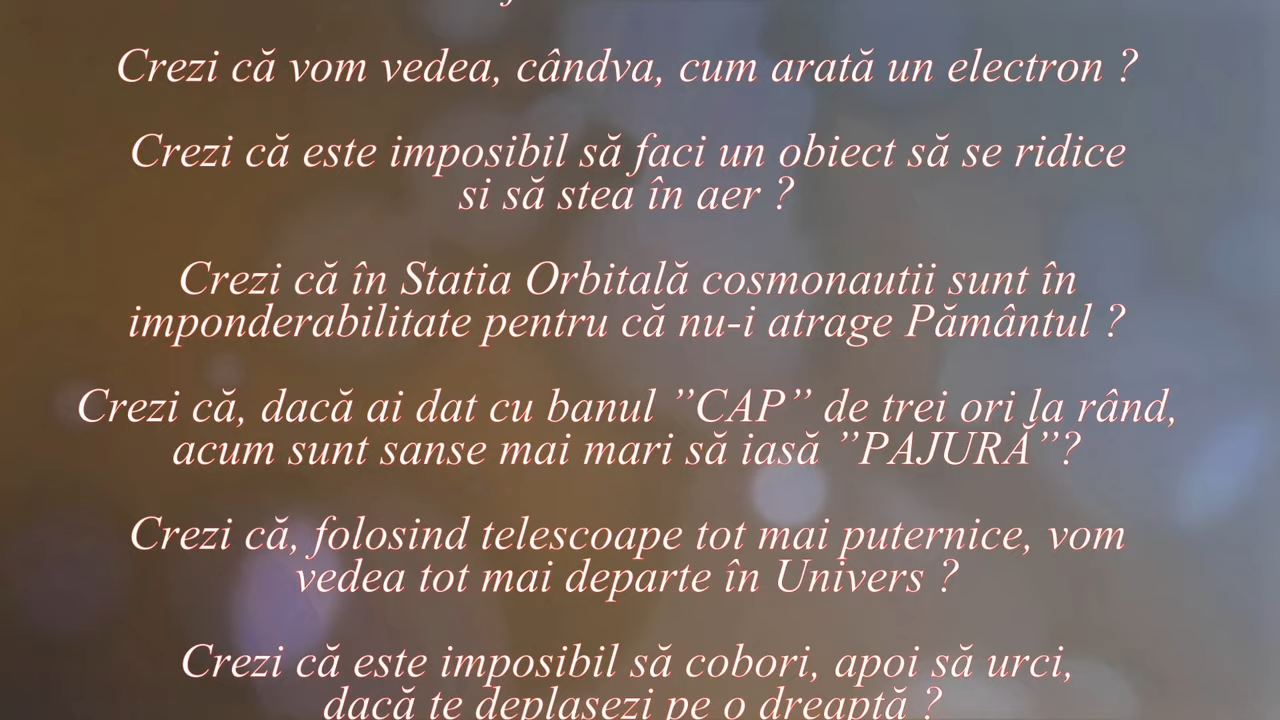 Crezi că vom vedea, cândva, cum arată un electron ?
Crezi că este imposibil să faci un obiect să se ridice
si să stea în aer ?
Crezi că în Statia Orbitală cosmonautii sunt în
imponderabilitate pentru că nu-i atrage Pământul ?
Crezi că, dacă ai dat cu banul ”CAP” de trei ori la rând,
acum sunt sanse mai mari să iasă ”PAJURĂ”?
Crezi că, folosind telescoape tot mai puternice, vom
vedea tot mai departe în Univers ?
Crezi că este imposibil să cobori, apoi să urci,
dacă te deplasezi pe o dreaptă ?